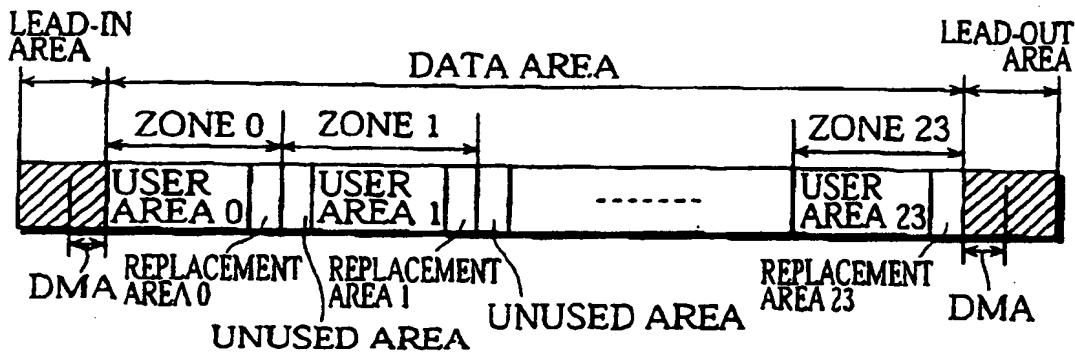 LEAD-IN
AREA
LEAD-OUT
AREA
DATA AREA
ZONE 0
ZONE 1
ZONE 23
USER
AREA 0
USER
AREA 1
USER
AREA 23
DMA
REPLACEMENT
AREA 0
UNUSED AREA
REPLACEMENT
AREA 1
UNUSED AREA
REPLACEMENT
AREA 23
DMA